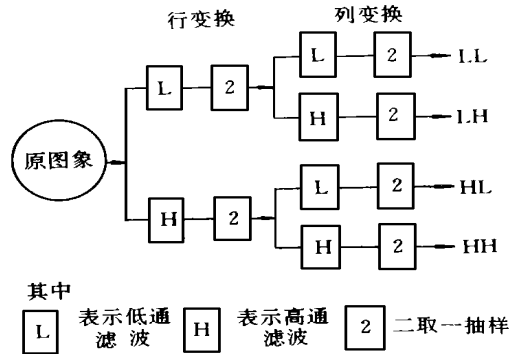 行变换 列变换
L 2 LL
L 2
H 2 LH
原图象
L 2 HL
H 2
H 2 HH
其中
L 表示低通滤波 H 表示高通滤波 2 二取一抽样